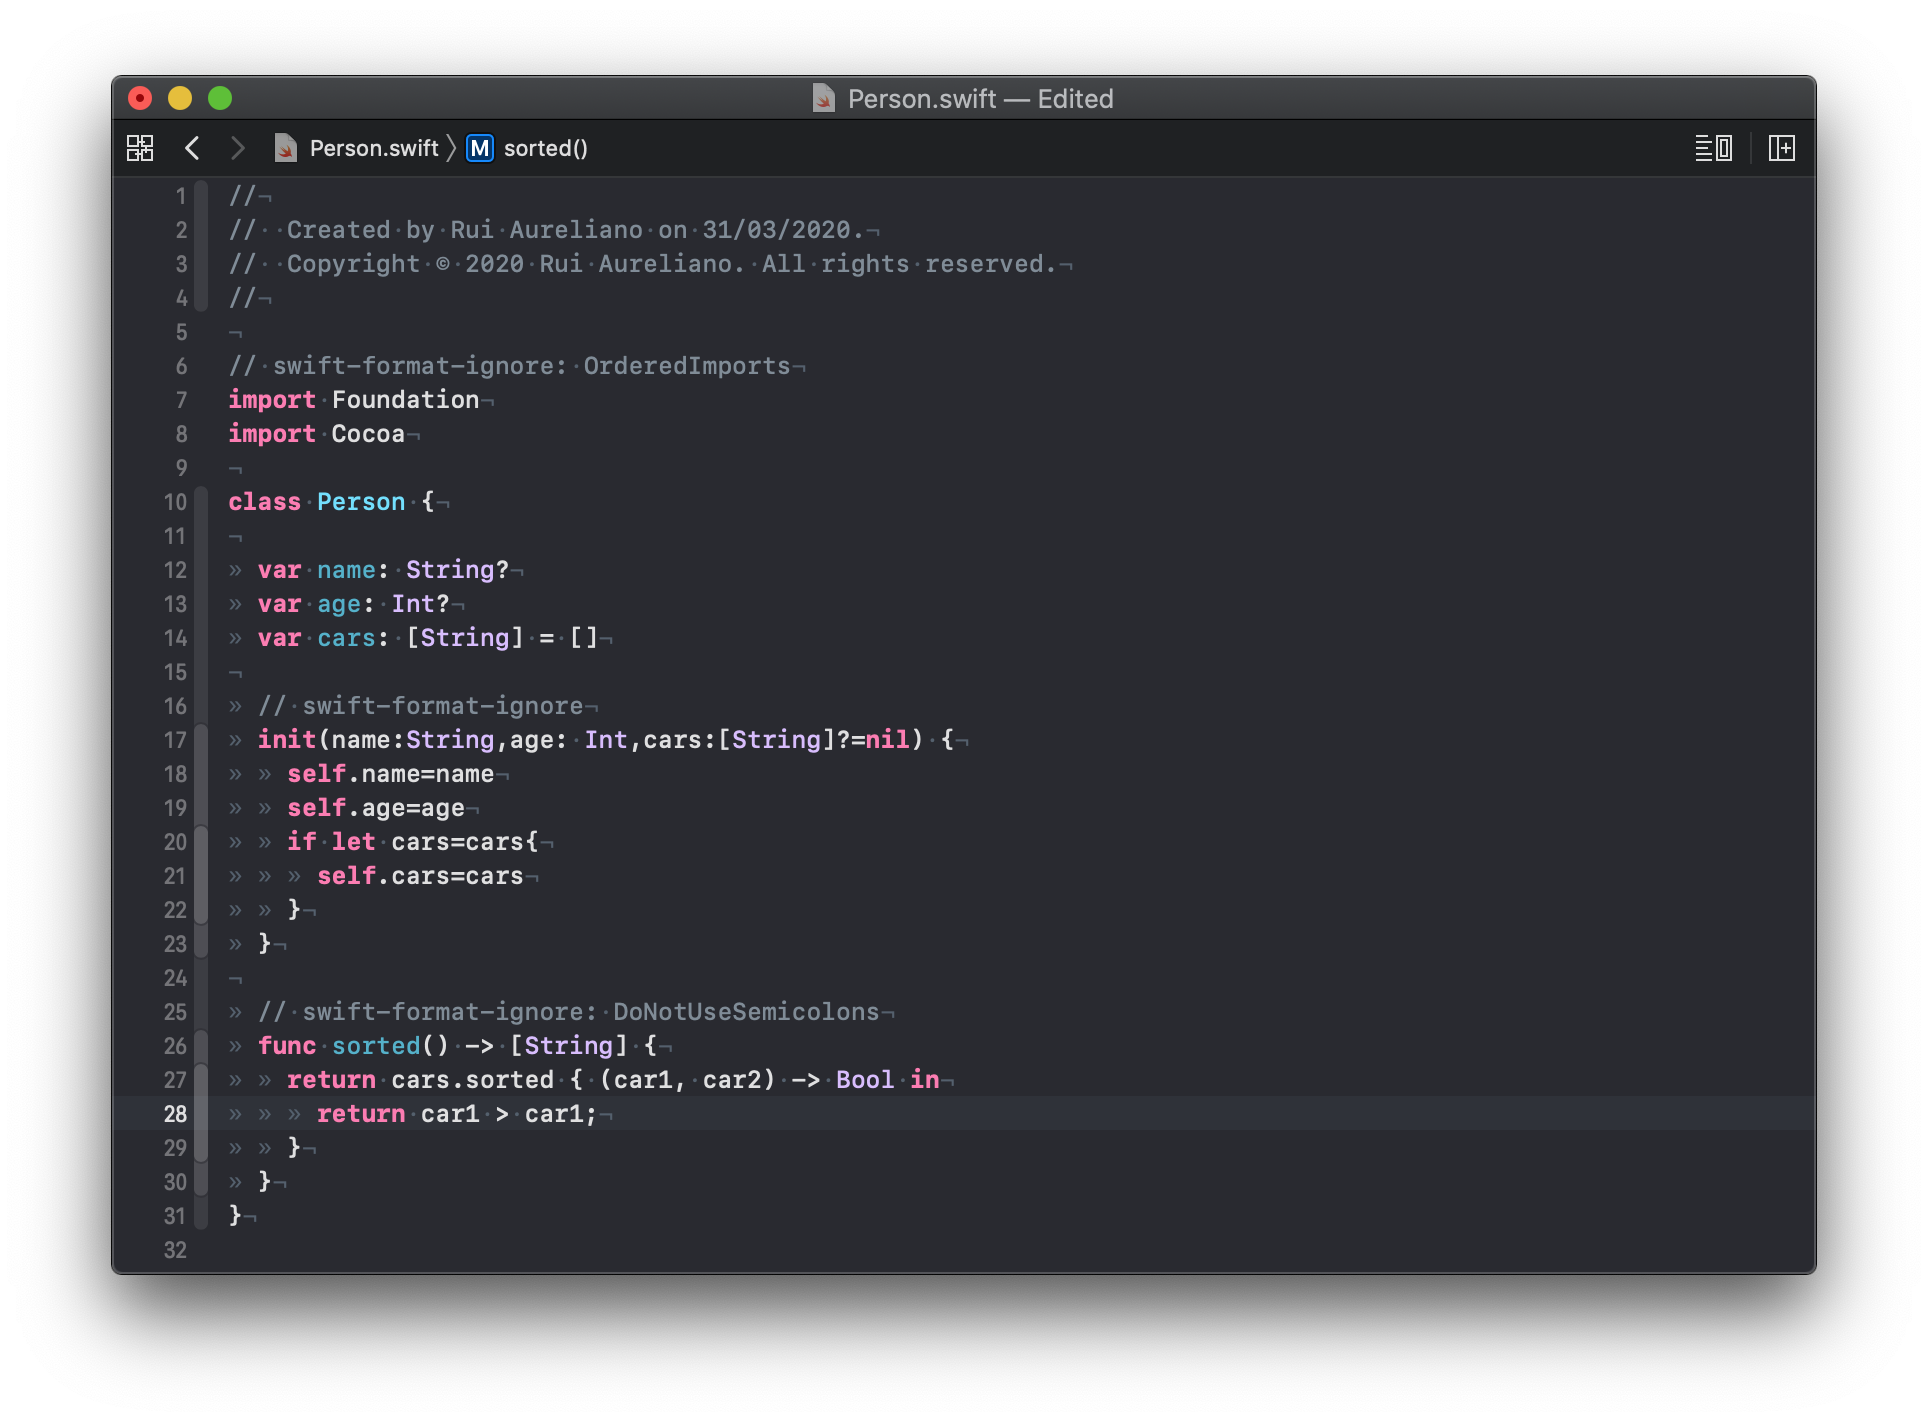 Person.swift — Edited
Person.swift 〉 M sorted()
1 //¬
2 //··Created·by·Rui·Aureliano·on·31/03/2020.¬
3 //··Copyright·©·2020·Rui·Aureliano.·All·rights·reserved.¬
4 //¬
5 ¬
6 //·swift-format-ignore:·OrderedImports¬
7 import·Foundation¬
8 import·Cocoa¬
9 ¬
10 class·Person·{¬
11 ¬
12 » var·name:·String?¬
13 » var·age:·Int?¬
14 » var·cars:·[String]·=·[]¬
15 ¬
16 » //·swift-format-ignore¬
17 » init(name:String,age:·Int,cars:[String]?=nil)·{¬
18 » » self.name=name¬
19 » » self.age=age¬
20 » » if·let·cars=cars{¬
21 » » » self.cars=cars¬
22 » » }¬
23 » }¬
24 ¬
25 » //·swift-format-ignore:·DoNotUseSemicolons¬
26 » func·sorted()·->·[String]·{¬
27 » » return·cars.sorted·{·(car1,·car2)·->·Bool·in¬
28 » » » return·car1·>·car1;¬
29 » » }¬
30 » }¬
31 }¬
32